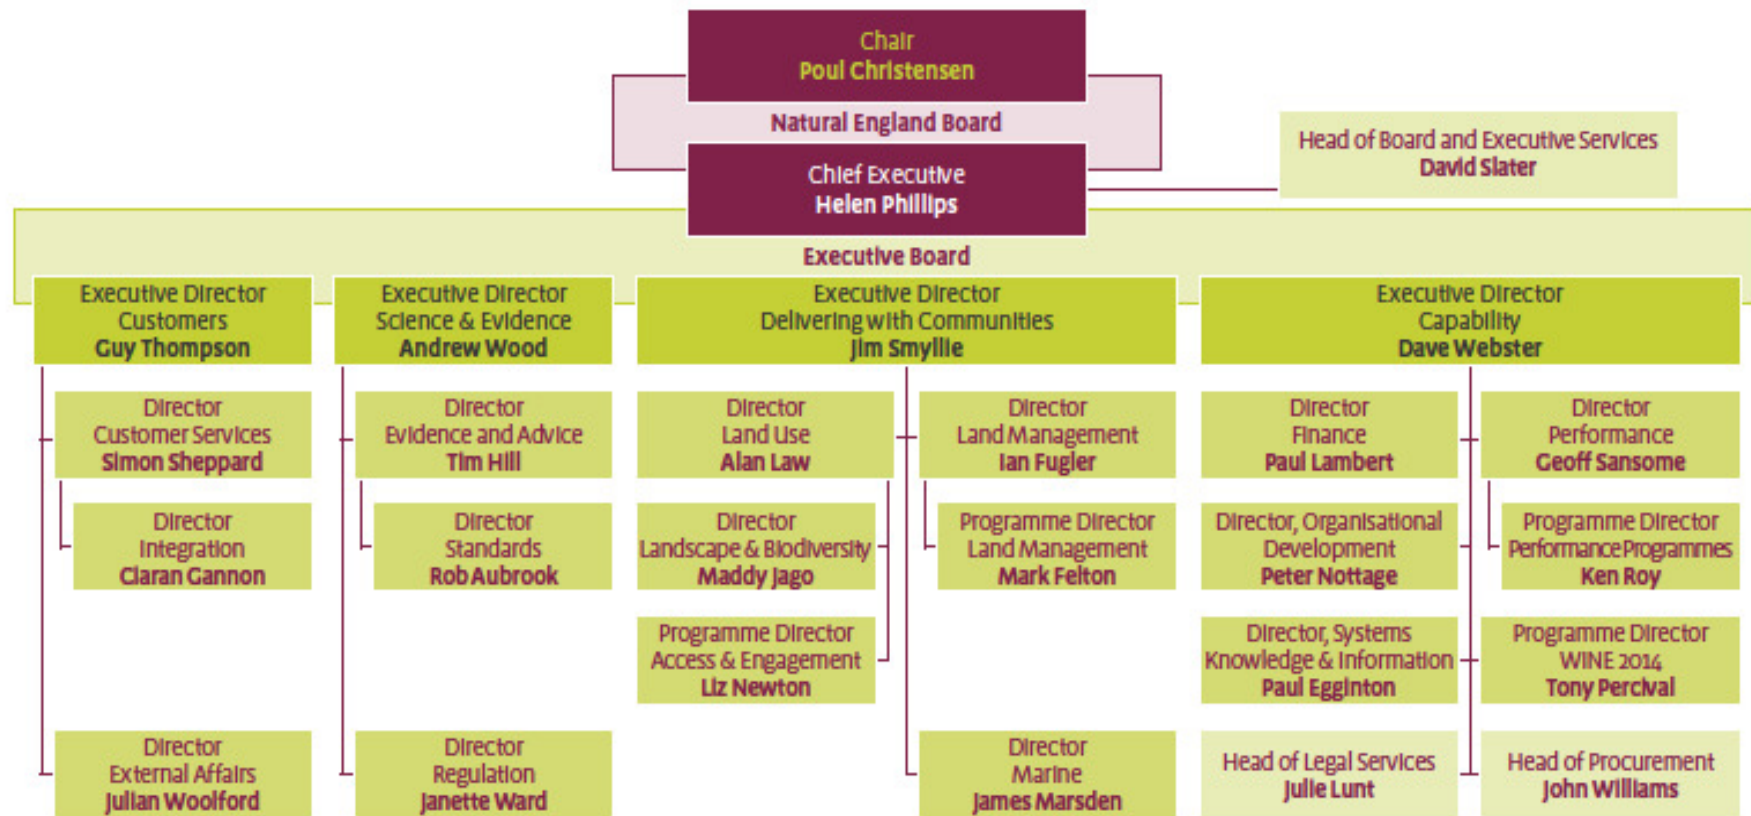 Chair
Poul Christensen
Natural England Board
Head of Board and Executive Services
David Slater
Chief Executive
Helen Phillips
Executive Board
Executive Director
Customers
Guy Thompson
Executive Director
Science & Evidence
Andrew Wood
Executive Director
Delivering with Communities
Jim Smyllie
Executive Director
Capability
Dave Webster
Director
Customer Services
Simon Sheppard
Director
Evidence and Advice
Tim Hill
Director
Land Use
Alan Law
Director
Land Management
Ian Fugler
Director
Finance
Paul Lambert
Director
Performance
Geoff Sansome
Director
Integration
Ciaran Gannon
Director
Standards
Rob Aubrook
Director
Landscape & Biodiversity
Maddy Jago
Programme Director
Land Management
Mark Felton
Director, Organisational
Development
Peter Nottage
Programme Director
Performance Programmes
Ken Roy
Programme Director
Access & Engagement
Liz Newton
Director, Systems
Knowledge & Information
Paul Egginton
Programme Director
WINE 2014
Tony Percival
Director
External Affairs
Julian Woolford
Director
Regulation
Janette Ward
Director
Marine
James Marsden
Head of Legal Services
Julie Lunt
Head of Procurement
John Williams